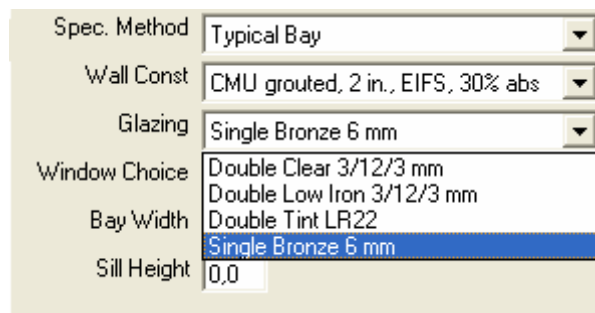 Spec. Method Typical Bay
Wall Const CMU grouted, 2 in., EIFS, 30% abs
Glazing Single Bronze 6 mm
Window Choice Double Clear 3/12/3 mm
Double Low Iron 3/12/3 mm
Bay Width Double Tint LR22
Single Bronze 6 mm
Sill Height 0,0